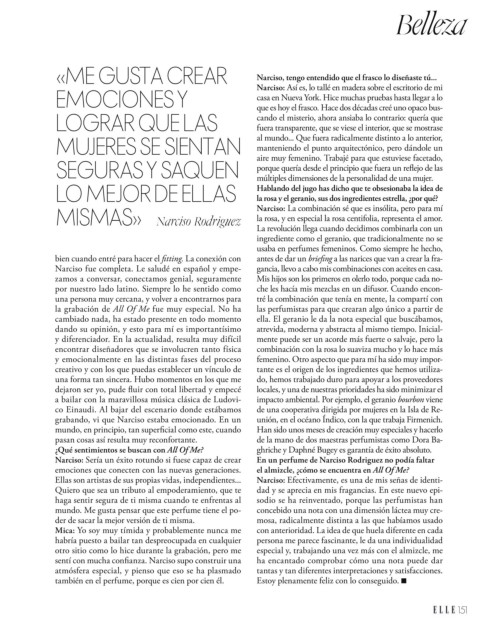 Belleza
«ME GUSTA CREAR
EMOCIONES Y
LOGRAR QUE LAS
MUJERES SE SIENTAN
SEGURAS Y SAQUEN
LO MEJOR DE ELLAS
MISMAS» Narciso Rodriguez
bien cuando entré para hacer el fitting. La conexión con
Narciso fue completa. Le saludé en español y empe-
zamos a conversar, conectamos genial, seguramente
por nuestro lado latino. Siempre lo he sentido como
una persona muy cercana, y volver a encontrarnos para
la grabación de All Of Me fue muy especial. No ha
cambiado nada, ha estado presente en todo momento
dando su opinión, y esto para mí es importantísimo
y diferenciador. En la actualidad, resulta muy difícil
encontrar diseñadores que se involucren tanto física
y emocionalmente en las distintas fases del proceso
creativo y con los que puedas establecer un vínculo de
una forma tan sincera. Hubo momentos en los que me
dejaron ser yo, pude fluir con total libertad y empecé
a bailar con la maravillosa música clásica de Ludovi-
co Einaudi. Al bajar del escenario donde estábamos
grabando, vi que Narciso estaba emocionado. En un
mundo, en principio, tan superficial como este, cuando
pasan cosas así resulta muy reconfortante.
¿Qué sentimientos se buscan con All Of Me?
Narciso: Sería un éxito rotundo si fuese capaz de crear
emociones que conecten con las nuevas generaciones.
Ellas son artistas de sus propias vidas, independientes...
Quiero que sea un tributo al empoderamiento, que te
haga sentir segura de ti misma cuando te enfrentas al
mundo. Me gusta pensar que este perfume tiene el po-
der de sacar la mejor versión de ti misma.
Mica: Yo soy muy tímida y probablemente nunca me
habría puesto a bailar tan despreocupada en cualquier
otro sitio como lo hice durante la grabación, pero me
sentí con mucha confianza. Narciso supo construir una
atmósfera especial, y pienso que eso se ha plasmado
también en el perfume, porque es cien por cien él.
Narciso, tengo entendido que el frasco lo diseñaste tú...
Narciso: Así es, lo tallé en madera sobre el escritorio de mi
casa en Nueva York. Hice muchas pruebas hasta llegar a lo
que es hoy el frasco. Hace dos décadas creé uno opaco bus-
cando el misterio, ahora ansiaba lo contrario: quería que
fuera transparente, que se viese el interior, que se mostrase
al mundo... Que fuera radicalmente distinto a lo anterior,
manteniendo el punto arquitectónico, pero dándole un
aire muy femenino. Trabajé para que estuviese facetado,
porque quería desde el principio que fuera un reflejo de las
múltiples dimensiones de la personalidad de una mujer.
Hablando del jugo has dicho que te obsesionaba la idea de
la rosa y el geranio, sus dos ingredientes estrella, ¿por qué?
Narciso: La combinación sé que es insólita, pero para mí
la rosa, y en especial la rosa centifolia, representa el amor.
La revolución llega cuando decidimos combinarla con un
ingrediente como el geranio, que tradicionalmente no se
usaba en perfumes femeninos. Como siempre he hecho,
antes de dar un briefing a las narices que van a crear la fra-
gancia, llevo a cabo mis combinaciones con aceites en casa.
Mis hijos son los primeros en olerlo todo, porque cada no-
che les hacía mis mezclas en un difusor. Cuando encon-
tré la combinación que tenía en mente, la compartí con
las perfumistas para que crearan algo único a partir de
ella. El geranio le da la nota especial que buscábamos,
atrevida, moderna y abstracta al mismo tiempo. Inicial-
mente puede ser un acorde más fuerte o salvaje, pero la
combinación con la rosa lo suaviza mucho y lo hace más
femenino. Otro aspecto que para mí ha sido muy impor-
tante es el origen de los ingredientes que hemos utiliza-
do, hemos trabajado duro para apoyar a los proveedores
locales, y una de nuestras prioridades ha sido minimizar el
impacto ambiental. Por ejemplo, el geranio bourbon viene
de una cooperativa dirigida por mujeres en la Isla de Re-
unión, en el océano Índico, con la que trabaja Firmenich.
Han sido unos meses de creación muy especiales y hacerlo
de la mano de dos maestras perfumistas como Dora Ba-
ghriche y Daphné Bugey es garantía de éxito absoluto.
En un perfume de Narciso Rodriguez no podía faltar
el almizcle, ¿cómo se encuentra en All Of Me?
Narciso: Efectivamente, es una de mis señas de identi-
dad y se aprecia en mis fragancias. En este nuevo epi-
sodio se ha reinventado, porque las perfumistas han
concebido una nota con una dimensión láctea muy cre-
mosa, radicalmente distinta a las que habíamos usado
con anterioridad. La idea de que huela diferente en cada
persona me parece fascinante, le da una individualidad
especial y, trabajando una vez más con el almizcle, me
ha encantado comprobar cómo una nota puede dar
tantas y tan diferentes interpretaciones y satisfacciones.
Estoy plenamente feliz con lo conseguido. ■
ELLE 151